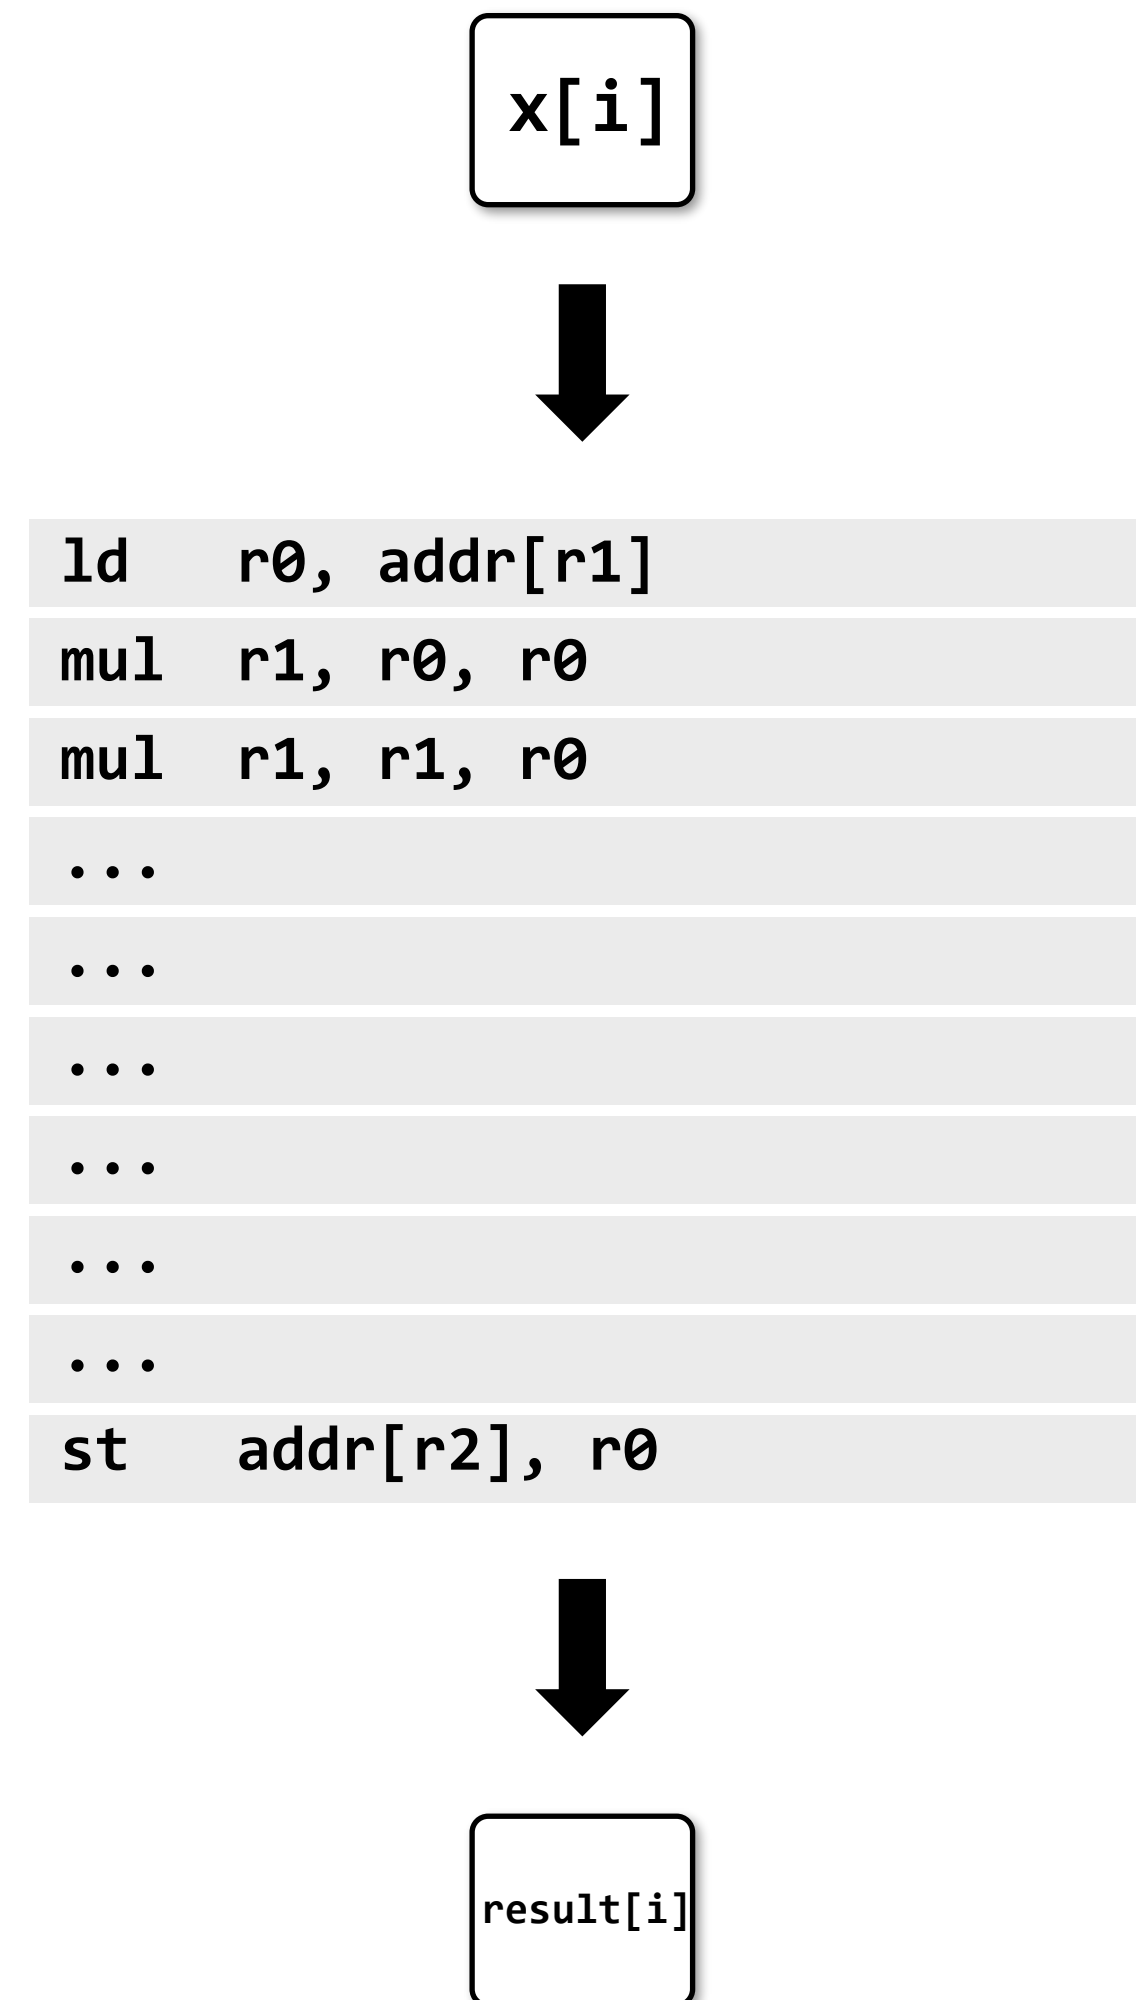 x[i]
ld r0, addr[r1]
mul r1, r0, r0
mul r1, r1, r0
...
...
...
...
...
...
st addr[r2], r0
result[i]